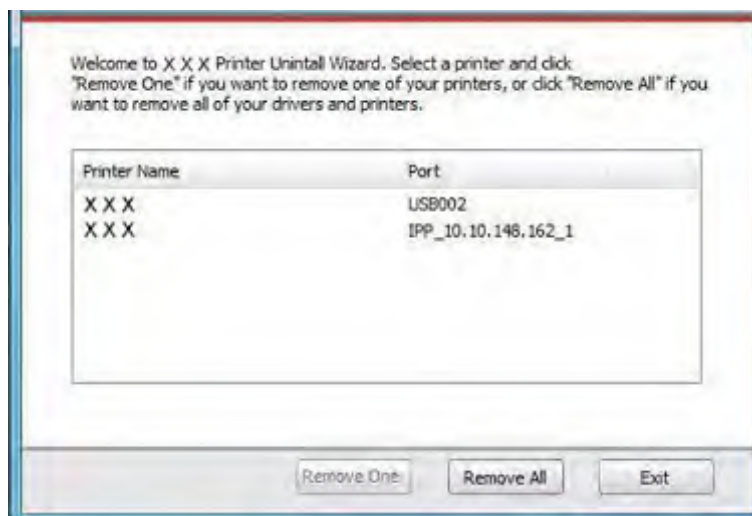 Welcome to X X X Printer Unintall Wizard. Select a printer and click
"Remove One" if you want to remove one of your printers, or click "Remove All" if you
want to remove all of your drivers and printers.
Printer Name Port
X X X USB002
X X X IPP_10.10.148.162_1
Remove One Remove All Exit